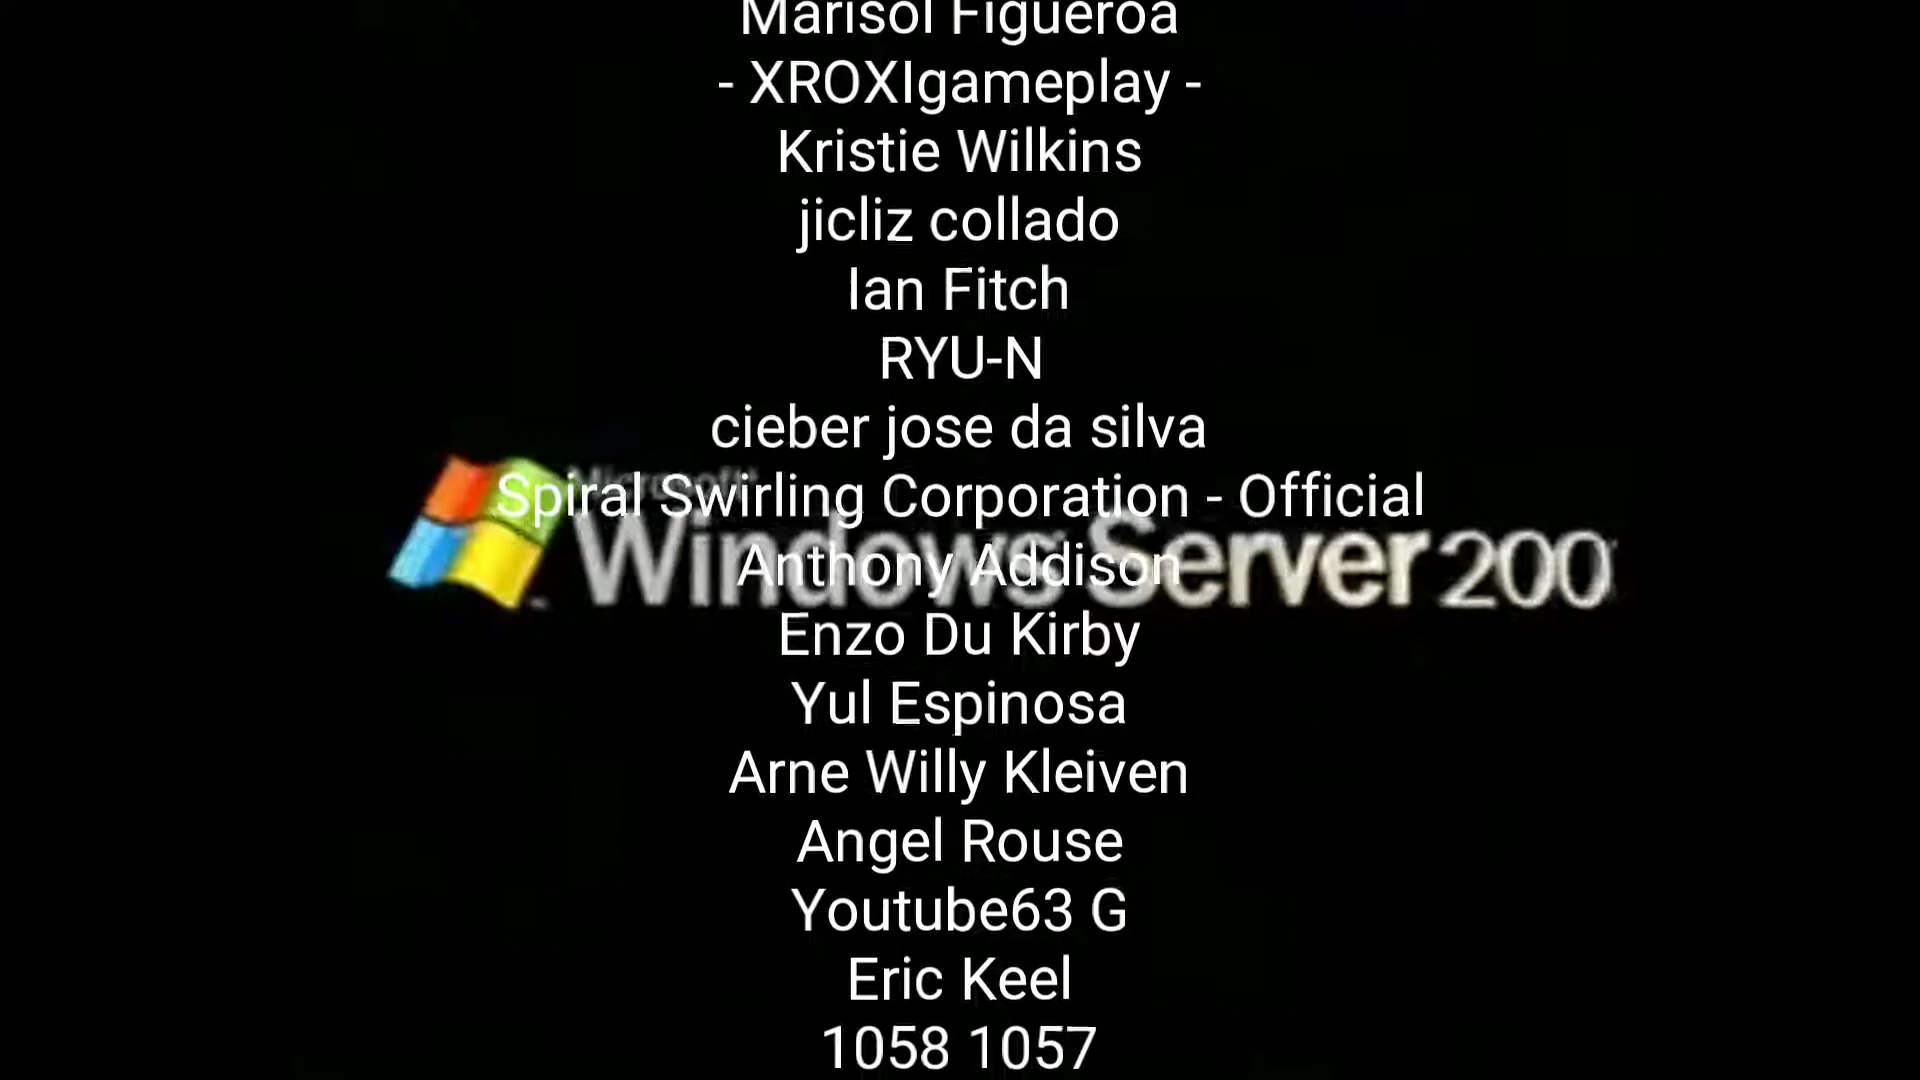 Marisol Figueroa
- XROXIgameplay -
Kristie Wilkins
jicliz collado
Ian Fitch
RYU-N
cieber jose da silva
Microsoft
Spiral Swirling Corporation - Official
Windows Server 200
Anthony Addison
Enzo Du Kirby
Yul Espinosa
Arne Willy Kleiven
Angel Rouse
Youtube63 G
Eric Keel
1058 1057